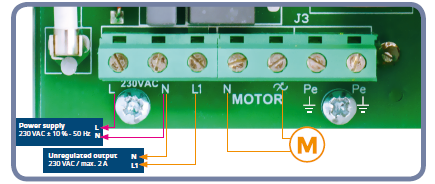 J3
230VAC
L N L1 N Pe Pe
MOTOR
Power supply L
230 VAC ± 10 % - 50 Hz N
Unregulated output N
230 VAC / max. 2 A L1
M